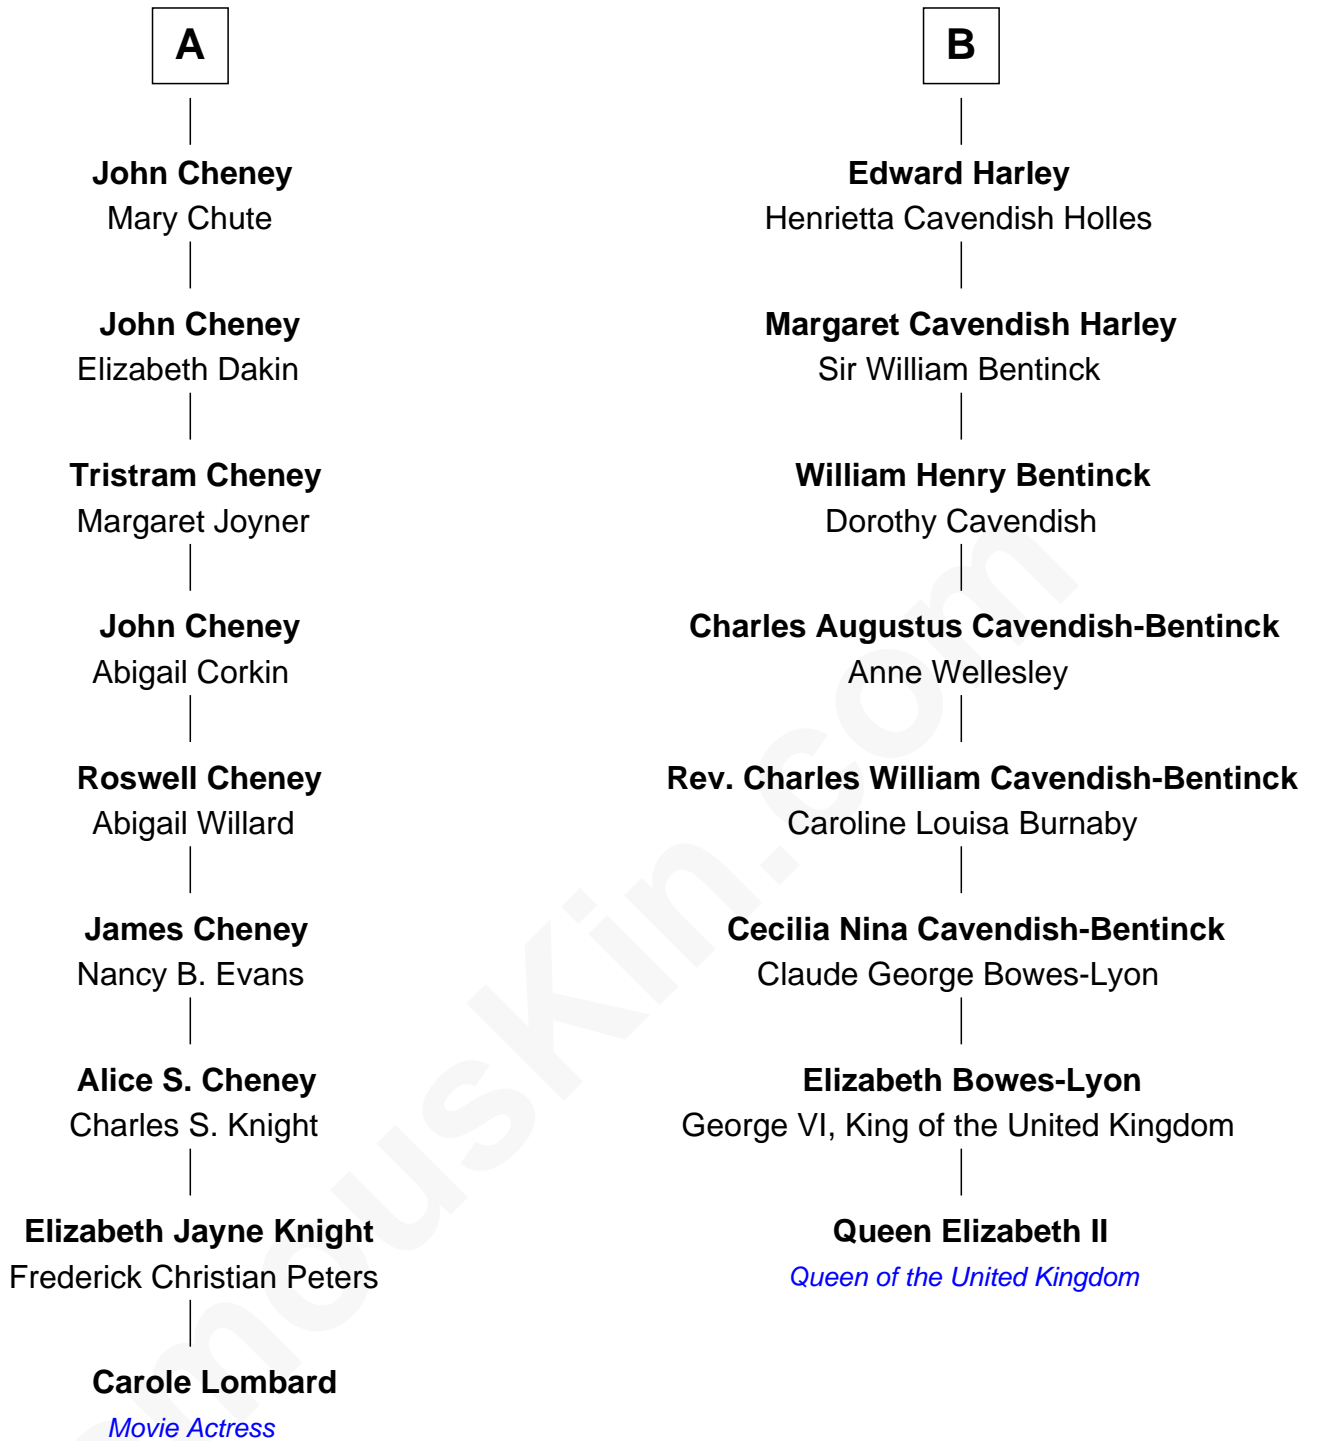 A
John Cheney
Mary Chute
John Cheney
Elizabeth Dakin
Tristram Cheney
Margaret Joyner
John Cheney
Abigail Corkin
Roswell Cheney
Abigail Willard
James Cheney
Nancy B. Evans
Alice S. Cheney
Charles S. Knight
Elizabeth Jayne Knight
Frederick Christian Peters
Carole Lombard
Movie Actress
B
Edward Harley
Henrietta Cavendish Holles
Margaret Cavendish Harley
Sir William Bentinck
William Henry Bentinck
Dorothy Cavendish
Charles Augustus Cavendish-Bentinck
Anne Wellesley
Rev. Charles William Cavendish-Bentinck
Caroline Louisa Burnaby
Cecilia Nina Cavendish-Bentinck
Claude George Bowes-Lyon
Elizabeth Bowes-Lyon
George VI, King of the United Kingdom
Queen Elizabeth II
Queen of the United Kingdom
mousKin.com